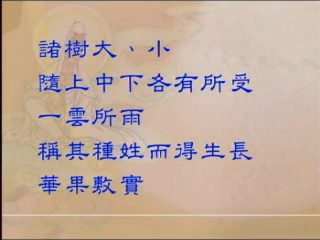 諸樹大、小
隨上中下各有所受
一雲所雨
稱其種姓而得生長
華果敷實